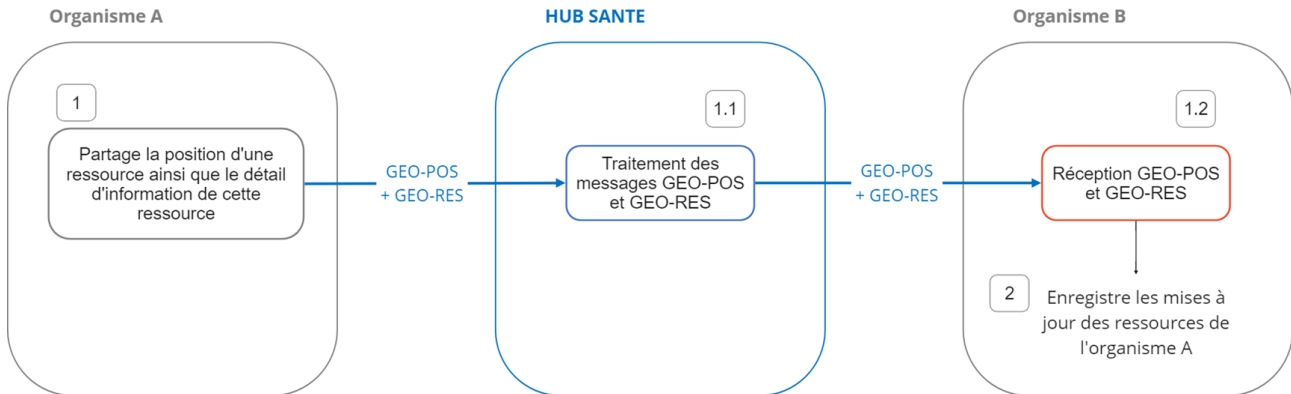 Organisme A
HUB SANTE
Organisme B
1
1.1
1.2
Partage la position d'une
ressource ainsi que le détail
d'information de cette
ressource
GEO-POS
+ GEO-RES
Traitement des
messages GEO-POS
et GEO-RES
GEO-POS
+ GEO-RES
Réception GEO-POS
et GEO-RES
2
Enregistre les mises à
jour des ressources de
l'organisme A